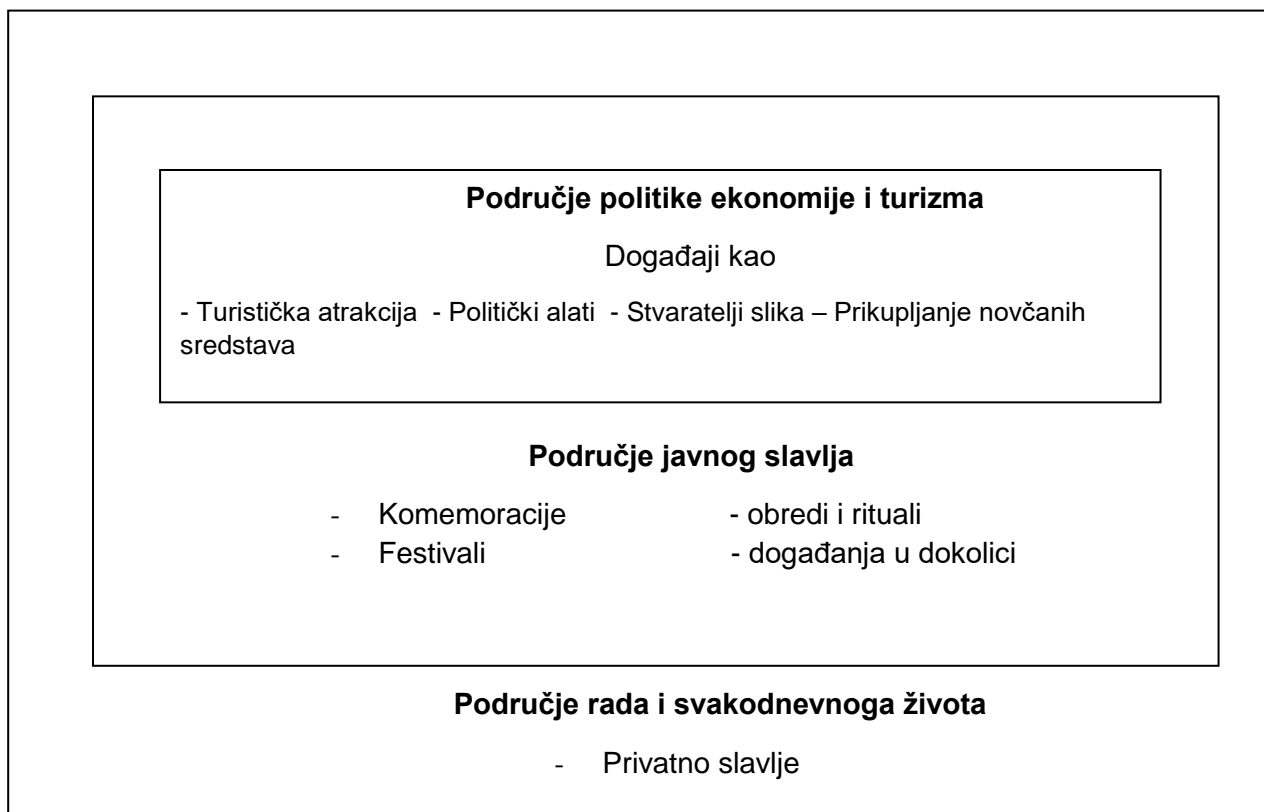 Područje politike ekonomije i turizma
Događaji kao
- Turistička atrakcija - Politički alati - Stvaratelji slika – Prikupljanje novčanih
sredstava
Područje javnog slavlja
- Komemoracije - obredi i rituali
- Festivali - događanja u dokolici
Područje rada i svakodnevnoga života
- Privatno slavlje